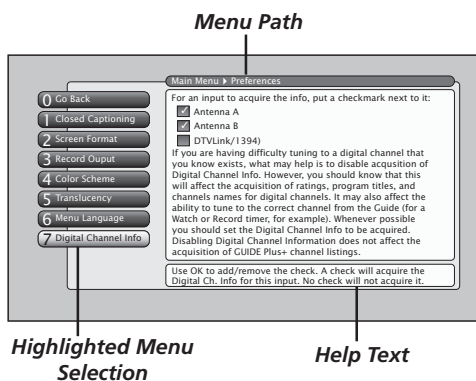 Menu Path
Main Menu ▶ Preferences
0 Go Back
1 Closed Captioning
2 Screen Format
3 Record Ouput
4 Color Scheme
5 Translucency
6 Menu Language
7 Digital Channel Info
For an input to acquire the info, put a checkmark next to it:
✓ Antenna A
✓ Antenna B
DTVLink/1394)
If you are having difficulty tuning to a digital channel that
you know exists, what may help is to disable acquisition of
Digital Channel Info. However, you should know that this
will affect the acquisition of ratings, program titles, and
channels names for digital channels. It may also affect the
ability to tune to the correct channel from the Guide (for a
Watch or Record timer, for example). Whenever possible
you should set the Digital Channel Info to be acquired.
Disabling Digital Channel Information does not affect the
acquisition of GUIDE Plus+ channel listings.
Use OK to add/remove the check. A check will acquire the
Digital Ch. Info for this input. No check will not acquire it.
Highlighted Menu
Selection
Help Text